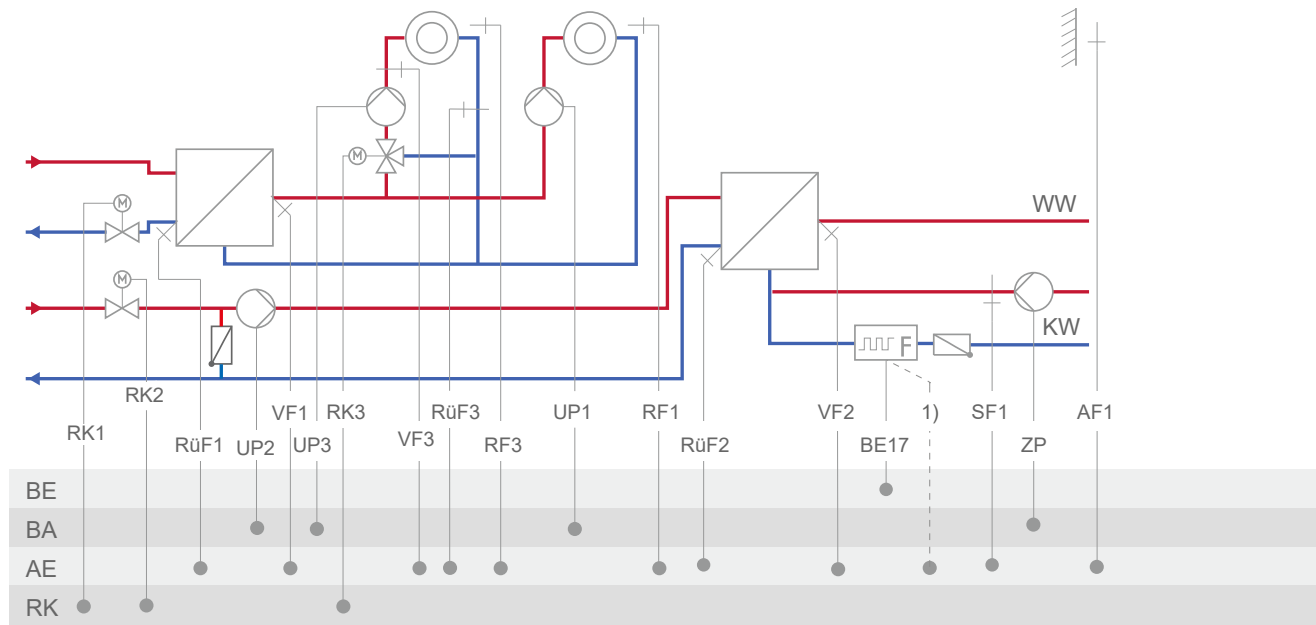 M
WW
M
M
KW
F
RK2
VF1
RK3
RüF3
UP1
RF1
VF2
1)
SF1
AF1
RK1
RüF1
UP2
UP3
VF3
RF3
RüF2
BE17
ZP
BE
BA
AE
RK